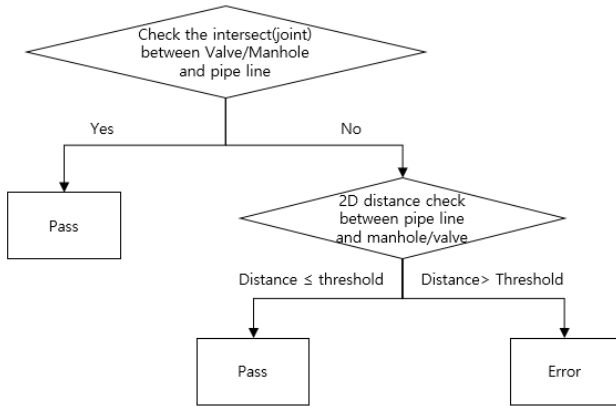 Check the intersect(joint)
between Valve/Manhole
and pipe line
Yes
No
Pass
2D distance check
between pipe line
and manhole/valve
Distance ≤ threshold
Distance> Threshold
Pass
Error